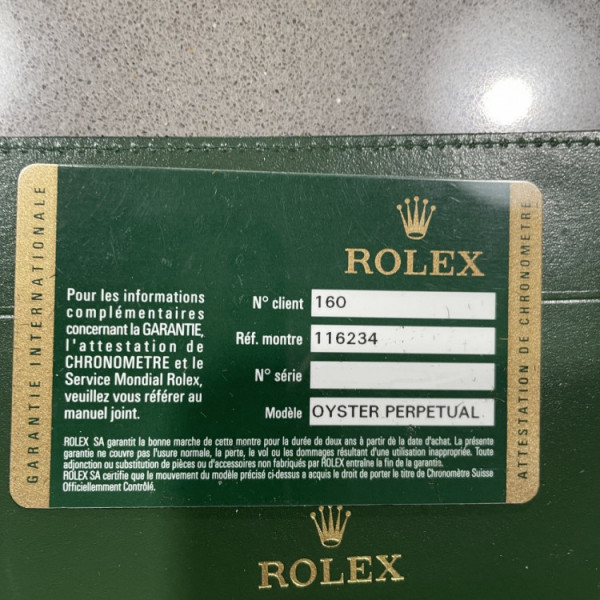 ROLEX
GARANTIE INTERNATIONALE
ATTESTATION DE CHRONOMETRE
Pour les informations
complémentaires
concernant la GARANTIE,
l'attestation de
CHRONOMETRE et le
Service Mondial Rolex,
veuillez vous référer au
manuel joint.
N° client 160
Réf. montre 116234
N° série
Modèle OYSTER PERPETUAL
ROLEX SA garantit la bonne marche de cette montre pour la durée de deux ans à partir de la date d'achat. La présente
garantie ne couvre pas l'usure normale, la perte, le vol ou les dommages résultant d'une utilisation inappropriée. Toute
adjonction ou substitution de pièces ou d'accessoires non fabriqués par ROLEX entraîne la fin de la garantie.
ROLEX SA certifie que le mouvement du modèle précisé ci-dessus a acquis le droit de porter le titre de Chronomètre Suisse
Officiellement Contrôlé.
ROLEX